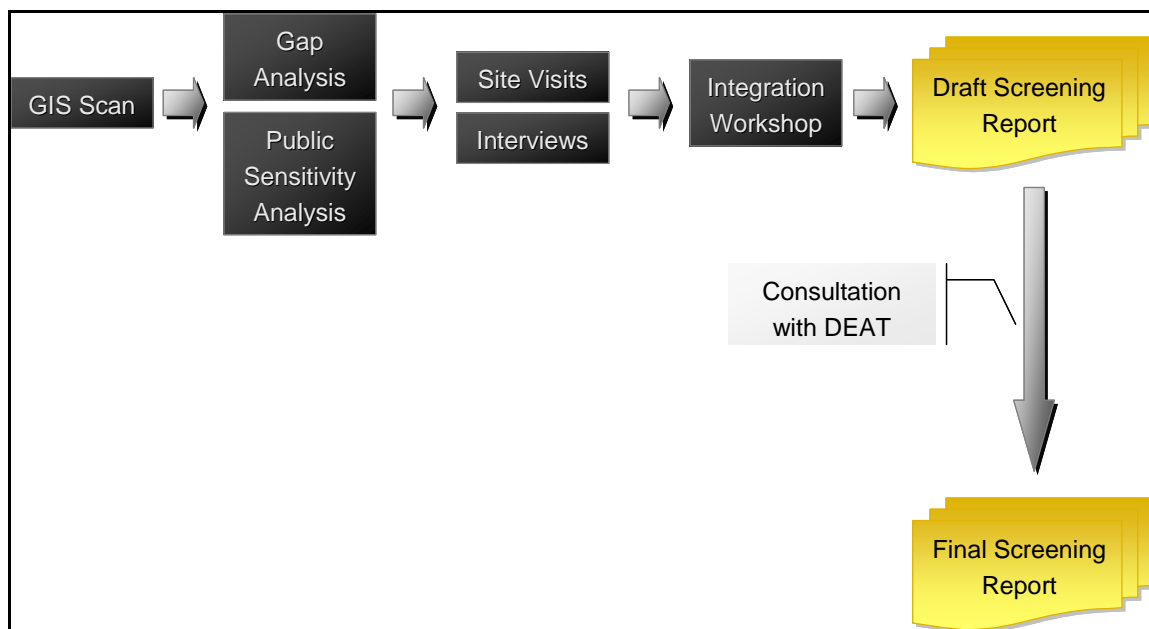 GIS Scan
Gap
Analysis
Public
Sensitivity
Analysis
Site Visits
Interviews
Integration
Workshop
Draft Screening
Report
Consultation
with DEAT
Final Screening
Report